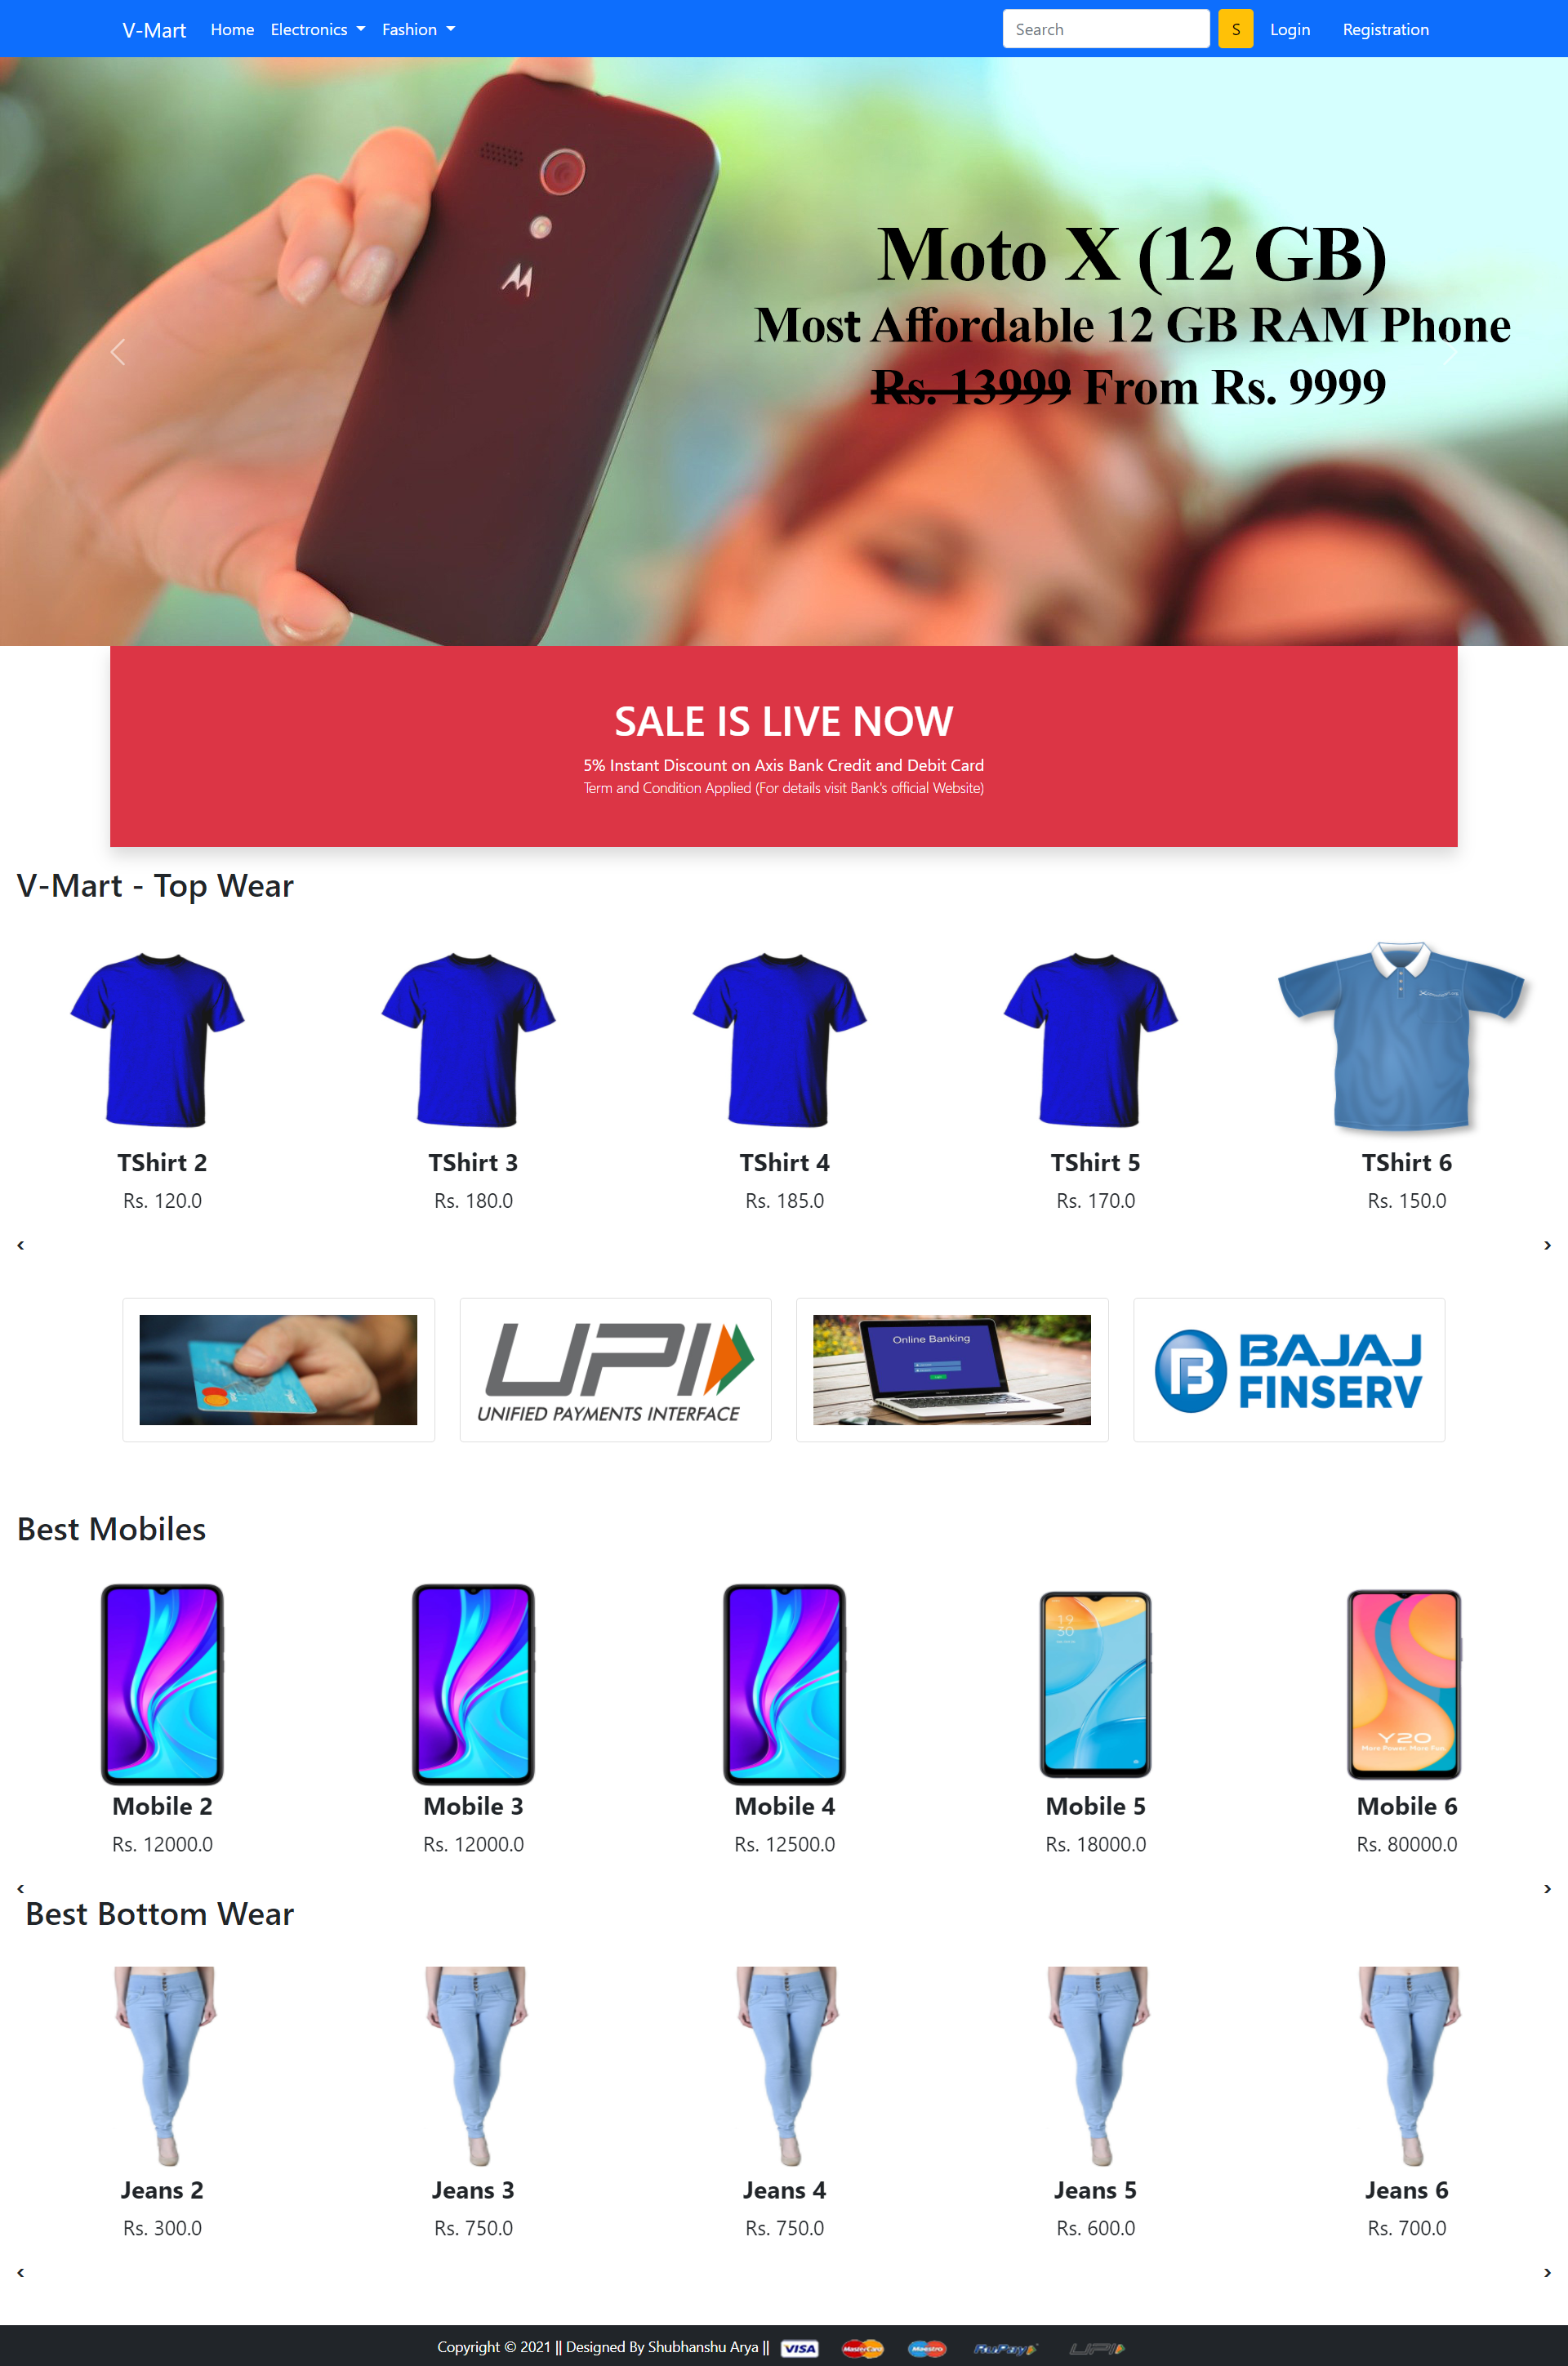 V-Mart Home Electronics Fashion Search S Login Registration
Moto X (12 GB)
Most Affordable 12 GB RAM Phone
Rs. 13999 From Rs. 9999
SALE IS LIVE NOW
5% Instant Discount on Axis Bank Credit and Debit Card
Term and Condition Applied (For details visit Bank's official Website)
V-Mart - Top Wear
TShirt 2 TShirt 3 TShirt 4 TShirt 5 TShirt 6
Rs. 120.0 Rs. 180.0 Rs. 185.0 Rs. 170.0 Rs. 150.0
‹ ›
Online Banking
UPI
UNIFIED PAYMENTS INTERFACE
BAJAJ
FINSERV
Best Mobiles
19
30
Y20
More Power. More Fun.
Mobile 2 Mobile 3 Mobile 4 Mobile 5 Mobile 6
Rs. 12000.0 Rs. 12000.0 Rs. 12500.0 Rs. 18000.0 Rs. 80000.0
‹ ›
Best Bottom Wear
Jeans 2 Jeans 3 Jeans 4 Jeans 5 Jeans 6
Rs. 300.0 Rs. 750.0 Rs. 750.0 Rs. 600.0 Rs. 700.0
‹ ›
Copyright © 2021 || Designed By Shubhanshu Arya || VISA MasterCard Maestro RuPay UPI